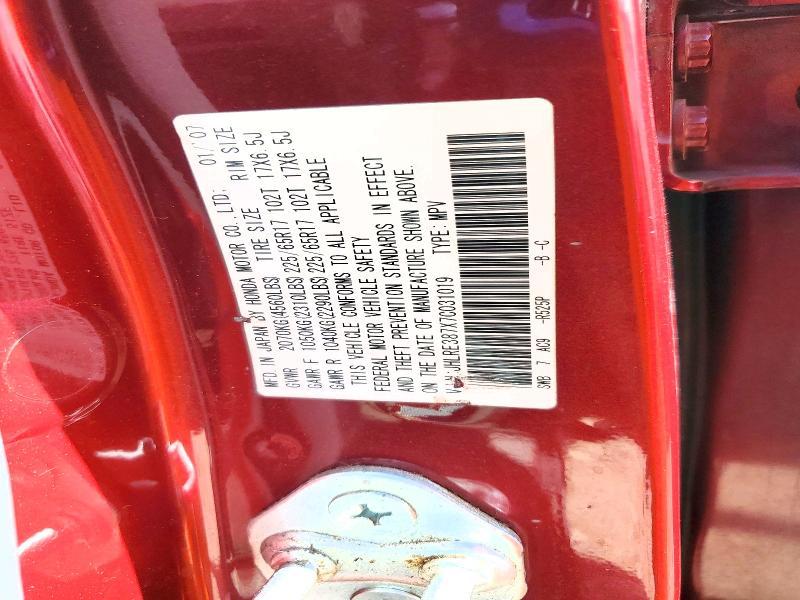 MFD. IN JAPAN BY HONDA MOTOR CO., LTD; 01/'07
GVWR 2070KG(4560LBS) TIRE SIZE RIM SIZE
GAWR F 1050KG(2310LBS) 225/65R17 102T 17X6.5J
GAWR R 1040KG(2290LBS) 225/65R17 102T 17X6.5J
THIS VEHICLE CONFORMS TO ALL APPLICABLE
FEDERAL MOTOR VEHICLE SAFETY
AND THEFT PREVENTION STANDARDS IN EFFECT
ON THE DATE OF MANUFACTURE SHOWN ABOVE.
JHLRE387X7C031019 TYPE: MPV
SWB 7 AC9 -R525P -B -C